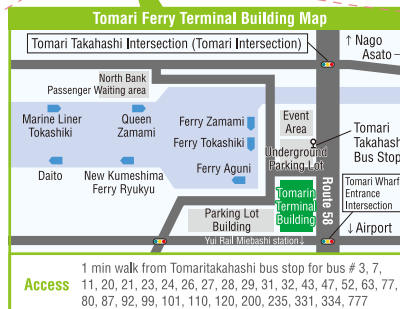 Tomari Ferry Terminal Building Map
Tomari Takahashi Intersection (Tomari Intersection)
↑ Nago
Asato
North Bank
Passenger Waiting area
Marine Liner
Tokashiki
Queen
Zamami
Ferry Zamami
Ferry Tokashiki
Ferry Aguni
Daito
New Kumeshima
Ferry Ryukyu
Event
Area
Underground
Parking Lot
Tomari
Takahash
Bus Stop
Tomarin
Terminal
Building
Route 58
Tomari Wharf
Entrance
Intersection
↓ Airport
Parking Lot
Building
Yui Rail Miebashi station↓
Access
1 min walk from Tomaritakahashi bus stop for bus # 3, 7,
11, 20, 21, 23, 24, 26, 27, 28, 29, 31, 32, 43, 47, 52, 63, 77,
80, 87, 92, 99, 101, 110, 120, 200, 235, 331, 334, 777